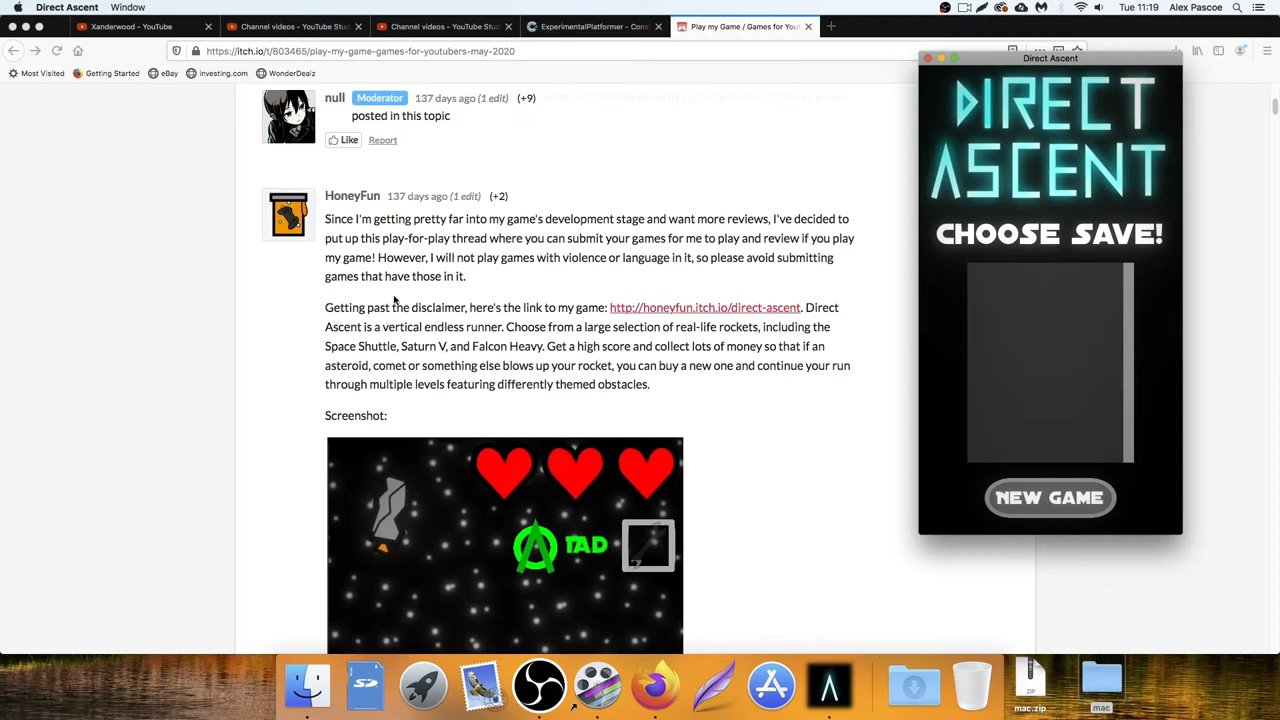 Direct Ascent Window
Tue 11:19 Alex Pascoe
Xanderwood - YouTube
Channel videos - YouTube Stud
Channel videos - YouTube Stud
ExperimentalPlatformer - Cons
Play my Game / Games for You
https://itch.io/t/803465/play-my-game-games-for-youtubers-may-2020
Most Visited Getting Started eBay investing.com WonderDealz
null Moderator 137 days ago (1 edit) (+9)
posted in this topic
Like Report
HoneyFun 137 days ago (1 edit) (+2)
Since I'm getting pretty far into my game's development stage and want more reviews, I've decided to
put up this play-for-play thread where you can submit your games for me to play and review if you play
my game! However, I will not play games with violence or language in it, so please avoid submitting
games that have those in it.
Getting past the disclaimer, here's the link to my game: http://honeyfun.itch.io/direct-ascent. Direct
Ascent is a vertical endless runner. Choose from a large selection of real-life rockets, including the
Space Shuttle, Saturn V, and Falcon Heavy. Get a high score and collect lots of money so that if an
asteroid, comet or something else blows up your rocket, you can buy a new one and continue your run
through multiple levels featuring differently themed obstacles.
Screenshot:
TAD
Direct Ascent
DIRECT
ASCENT
CHOOSE SAVE!
NEW GAME
SD
ZIP
mac.zip
mac